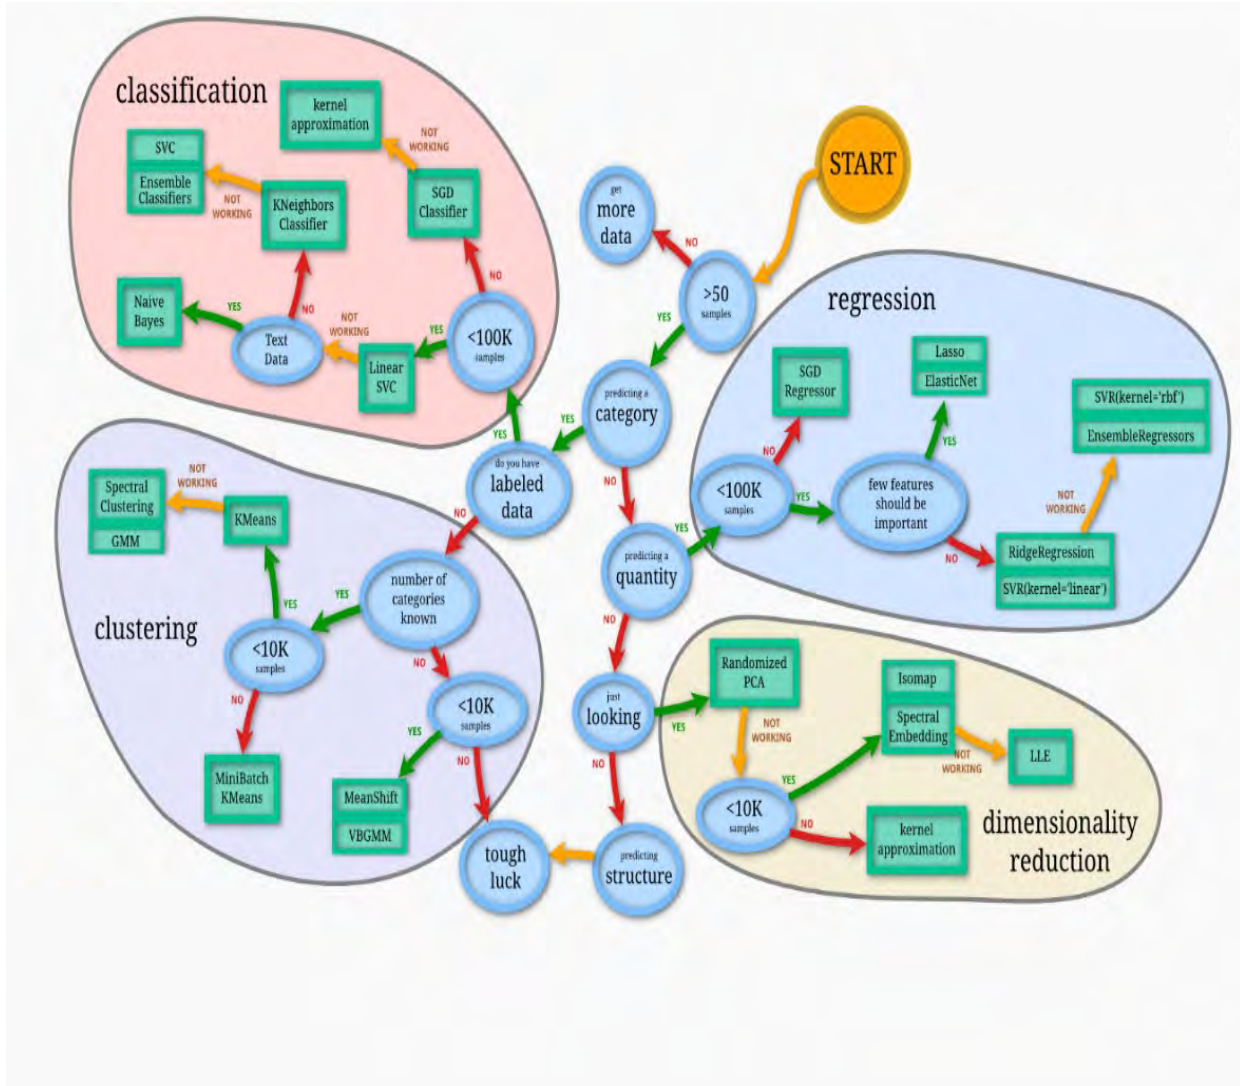 classification
kernel
approximation
NOT
WORKING
SVC
Ensemble
Classifiers
NOT
WORKING
KNeighbors
Classifier
SGD
Classifier
NO
Naive
Bayes
YES
Text
Data
NO
NOT
WORKING
Linear
SVC
YES
<100K
samples
START
get
more
data
NO
>50
samples
YES
predicting a
category
YES
NO
do you have
labeled
data
YES
NO
predicting a
quantity
YES
NO
just
looking
YES
NO
predicting
structure
tough
luck
regression
SGD
Regressor
NO
<100K
samples
YES
Lasso
ElasticNet
YES
few features
should be
important
NO
SVR(kernel='rbf')
EnsembleRegressors
NOT
WORKING
RidgeRegression
SVR(kernel='linear')
clustering
Spectral
Clustering
GMM
NOT
WORKING
KMeans
YES
number of
categories
known
YES
NO
<10K
samples
NO
MiniBatch
KMeans
<10K
samples
YES
NO
MeanShift
VBGMM
Randomized
PCA
NOT
WORKING
<10K
samples
YES
NO
Isomap
Spectral
Embedding
NOT
WORKING
LLE
kernel
approximation
dimensionality
reduction